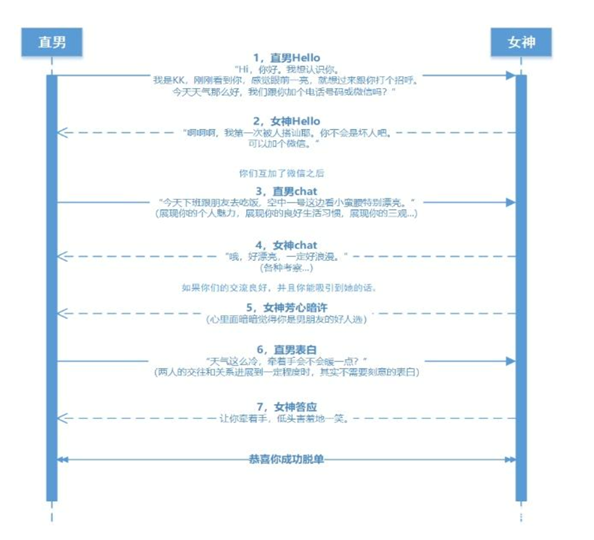 直男
女神
1，直男Hello
“Hi，你好。我想认识你。
我是KK，刚刚看到你，感觉眼前一亮，就想过来跟你打个招呼。
今天天气那么好，我们要你加个电话号码或微信吗？”
2，女神Hello
“啊啊啊，我第一次被人搭讪耶。你不会是坏人吧。
可以加个微信。”
你们互加了微信之后
3，直男chat
“今天下班跟朋友去吃饭，空中一号这边看小蛮腰特别漂亮。”
(展现你的个人魅力，展现你的良好生活习惯，展现你的三观...)
4，女神chat
“哦，好漂亮，一定好浪漫。”
(各种考察...)
如果你们的交流良好，并且你能吸引到她的话，
5，女神芳心暗许
(心里面暗暗觉得你是男朋友的好人选)
6，直男表白
“天气这么冷，牵着手会不会暖一点？”
(两人的交往和关系进展到一定程度时，其实不需要刻意的表白)
7，女神答应
让你牵着手，低头害羞地一笑。
恭喜你成功脱单